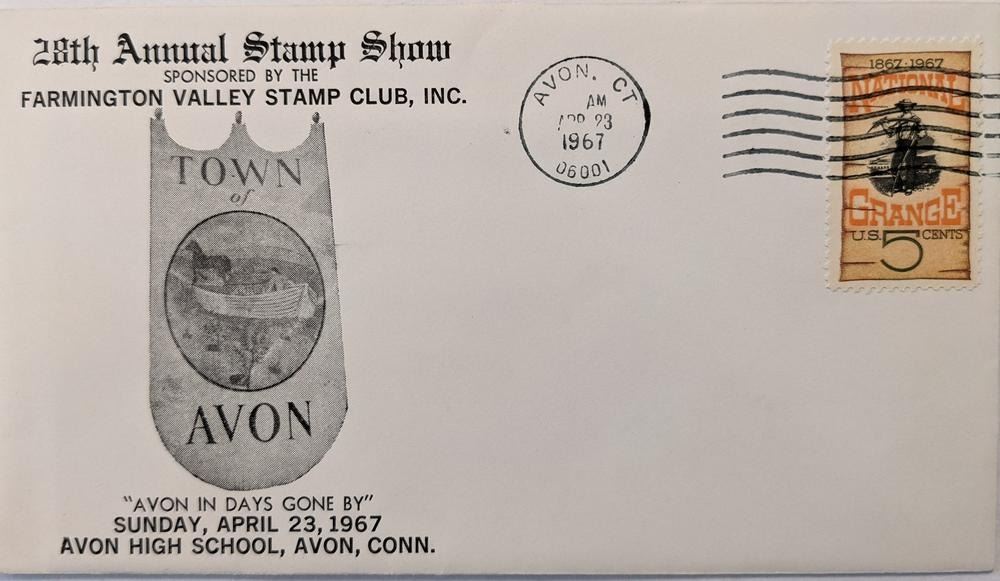 28th Annual Stamp Show
SPONSORED BY THE
FARMINGTON VALLEY STAMP CLUB, INC.
TOWN
of
AVON
"AVON IN DAYS GONE BY"
SUNDAY, APRIL 23, 1967
AVON HIGH SCHOOL, AVON, CONN.
AVON. CT
AM
APR 23
1967
06001
1867·1967
NATIONAL
GRANGE
U.S. 5 CENTS